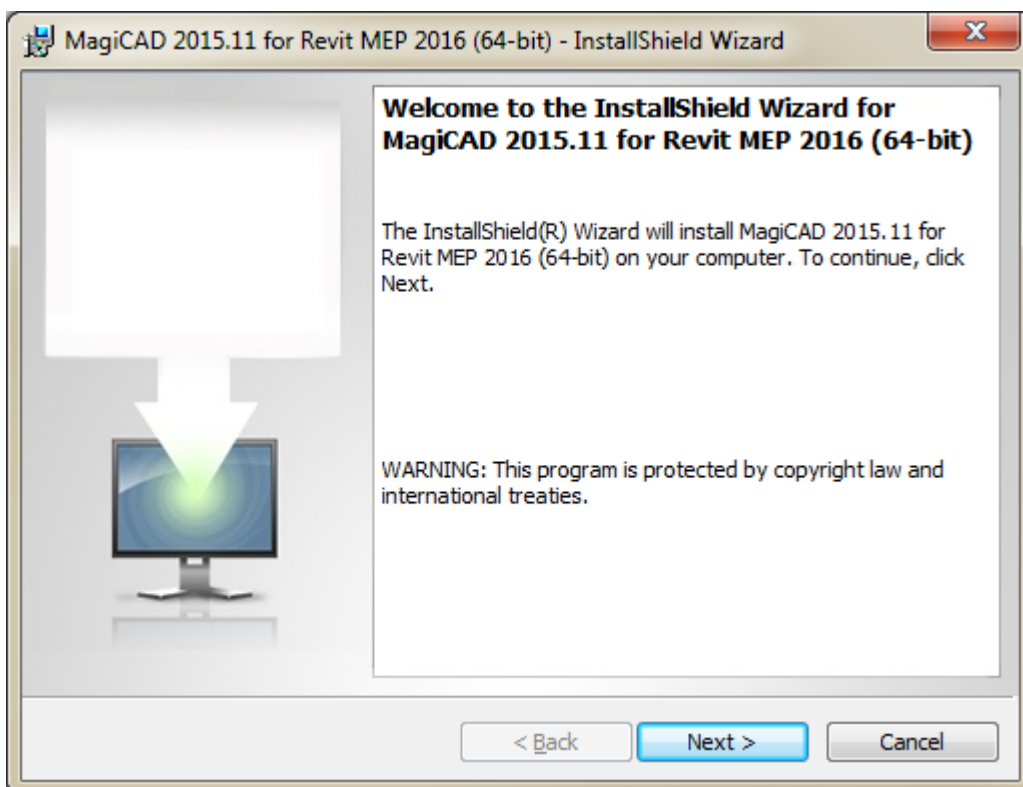 MagiCAD 2015.11 for Revit MEP 2016 (64-bit) - InstallShield Wizard
Welcome to the InstallShield Wizard for
MagiCAD 2015.11 for Revit MEP 2016 (64-bit)
The InstallShield(R) Wizard will install MagiCAD 2015.11 for
Revit MEP 2016 (64-bit) on your computer. To continue, click
Next.
WARNING: This program is protected by copyright law and
international treaties.
< Back
Next >
Cancel